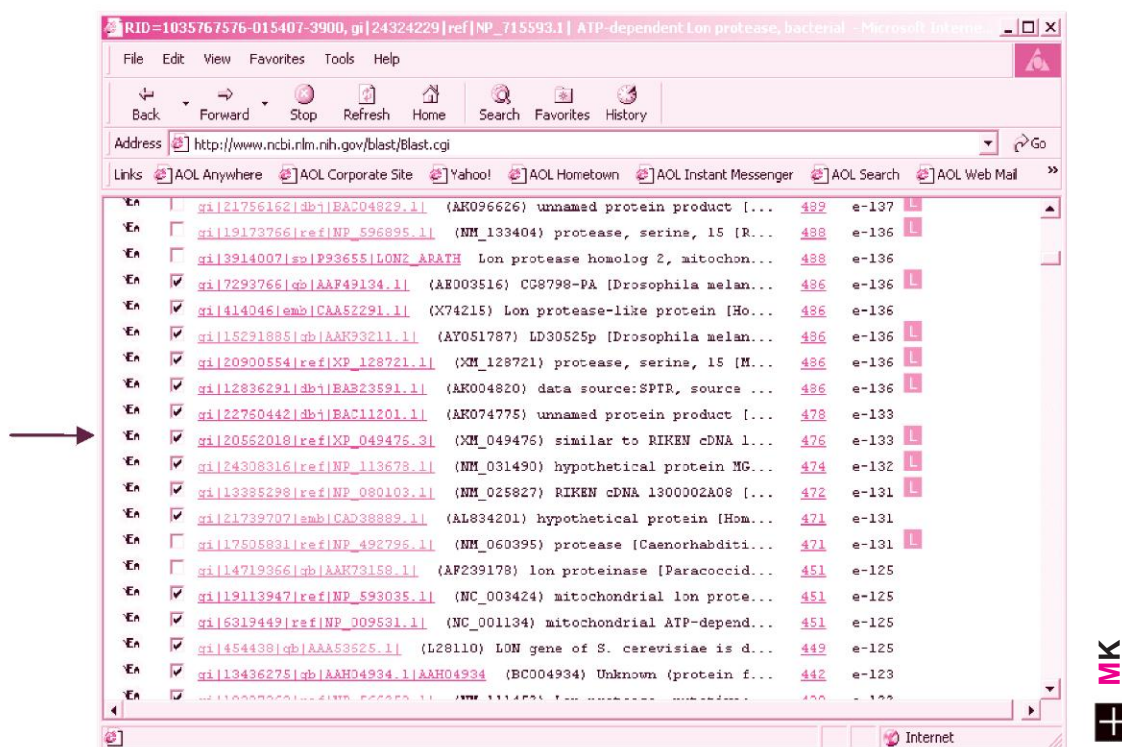 RID=1035767576-015407-3900, gi|24324229|ref|NP_715593.1| ATP-dependent Lon protease, bacterial - Microsoft Interne...
File Edit View Favorites Tools Help
Back Forward Stop Refresh Home Search Favorites History
Address http://www.ncbi.nlm.nih.gov/blast/Blast.cgi Go
Links AOL Anywhere AOL Corporate Site Yahoo! AOL Hometown AOL Instant Messenger AOL Search AOL Web Mail »
gi|21756162|dbj|BAC04829.1| (AK096626) unnamed protein product [... 489 e-137 L
gi|19173766|ref|NP_596895.1| (NM_133404) protease, serine, 15 [R... 488 e-136 L
gi|3914007|sp|P93655|LON2_ARATH Lon protease homolog 2, mitochon... 488 e-136
gi|7293766|gb|AAF49134.1| (AE003516) CG8798-PA [Drosophila melan... 486 e-136 L
gi|414046|emb|CAA52291.1| (X74215) Lon protease-like protein [Ho... 486 e-136
gi|15291885|gb|AAK93211.1| (AY051787) LD30525p [Drosophila melan... 486 e-136 L
gi|20900554|ref|XP_128721.1| (XM_128721) protease, serine, 15 [M... 486 e-136 L
gi|12836291|dbj|BAB23591.1| (AK004820) data source:SPTR, source ... 486 e-136 L
gi|22760442|dbj|BAC11201.1| (AK074775) unnamed protein product [... 478 e-133
gi|20562018|ref|XP_049476.3| (XM_049476) similar to RIKEN cDNA 1... 476 e-133 L
gi|24308316|ref|NP_113678.1| (NM_031490) hypothetical protein MG... 474 e-132 L
gi|13385298|ref|NP_080103.1| (NM_025827) RIKEN cDNA 1300002A08 [... 472 e-131 L
gi|21739707|emb|CAD38889.1| (AL834201) hypothetical protein [Hom... 471 e-131
gi|17505831|ref|NP_492796.1| (NM_060395) protease [Caenorhabditi... 471 e-131 L
gi|14719366|gb|AAK73158.1| (AF239178) lon proteinase [Paracoccid... 451 e-125
gi|19113947|ref|NP_593035.1| (NC_003424) mitochondrial lon prote... 451 e-125
gi|6319449|ref|NP_009531.1| (NC_001134) mitochondrial ATP-depend... 451 e-125
gi|454438|gb|AAA53625.1| (L28110) LON gene of S. cerevisiae is d... 449 e-125
gi|13436275|gb|AAH04934.1|AAH04934 (BC004934) Unknown (protein f... 442 e-123
Internet
MK